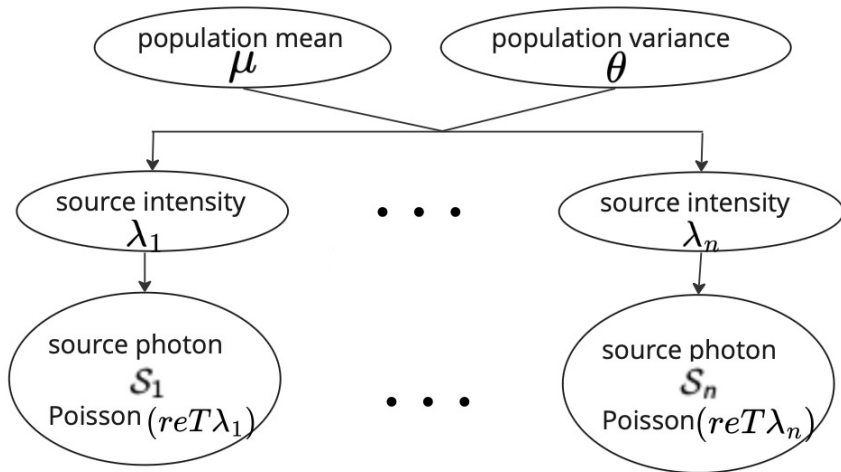 population mean
μ
population variance
θ
source intensity
λ₁
source intensity
λₙ
source photon
𝒮₁
Poisson(reTλ₁)
source photon
𝒮ₙ
Poisson(reTλₙ)